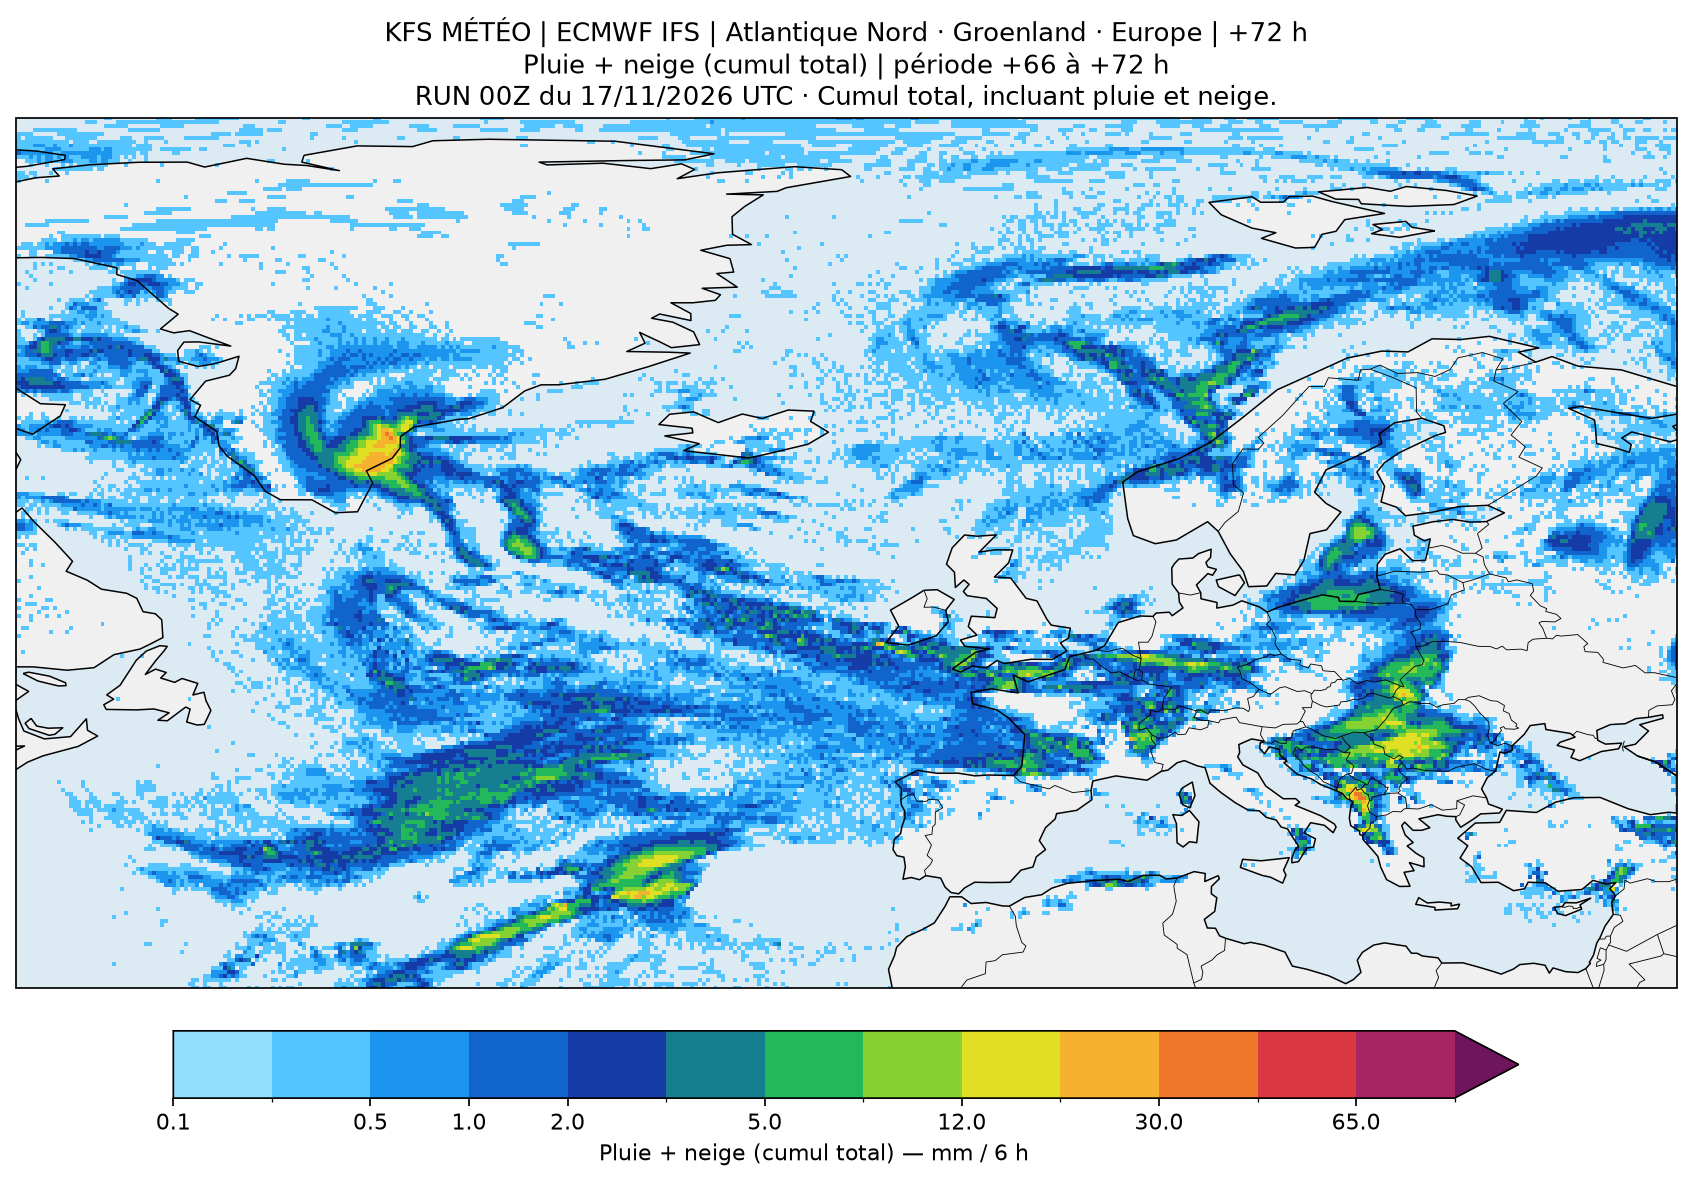 KFS MÉTÉO | ECMWF IFS | Atlantique Nord · Groenland · Europe | +72 h
Pluie + neige (cumul total) | période +66 à +72 h
RUN 00Z du 17/11/2026 UTC · Cumul total, incluant pluie et neige.
0.1 0.5 1.0 2.0 5.0 12.0 30.0 65.0
Pluie + neige (cumul total) — mm / 6 h